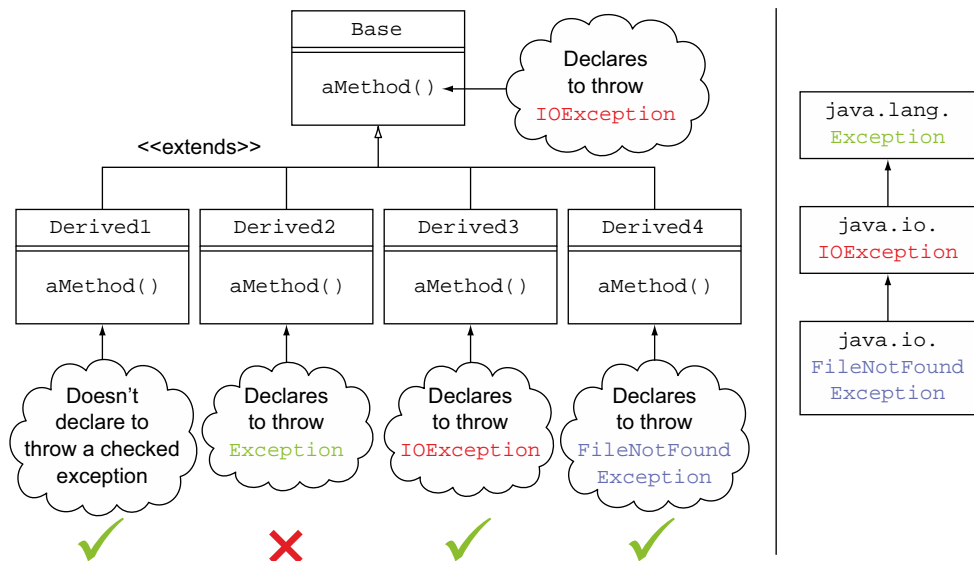 Base
aMethod()
Declares
to throw
IOException
<<extends>>
Derived1
aMethod()
Derived2
aMethod()
Derived3
aMethod()
Derived4
aMethod()
Doesn’t
declare to
throw a checked
exception
Declares
to throw
Exception
Declares
to throw
IOException
Declares
to throw
FileNotFound
Exception
java.lang.
Exception
java.io.
IOException
java.io.
FileNotFound
Exception